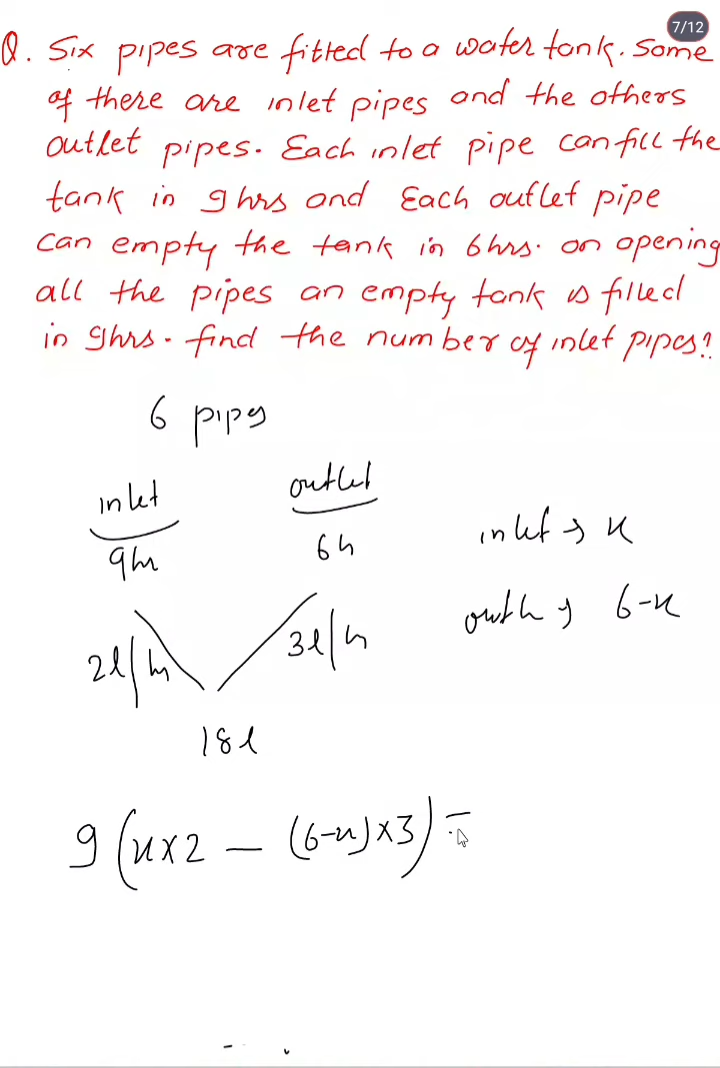 7/12
Q. Six pipes are fitted to a water tank. Some
of there are inlet pipes and the others
outlet pipes. Each inlet pipe can fill the
tank in 9 hrs and Each outlet pipe
can empty the tank in 6 hrs. on opening
all the pipes an empty tank is filled
in 9hrs. find the number of inlet pipes?
6 pipes
inlet outlet
9hr 6h
inlet → x
outle → 6-x
2l/hr 3l/h
18l
9(x×2 — (6-x)×3) =